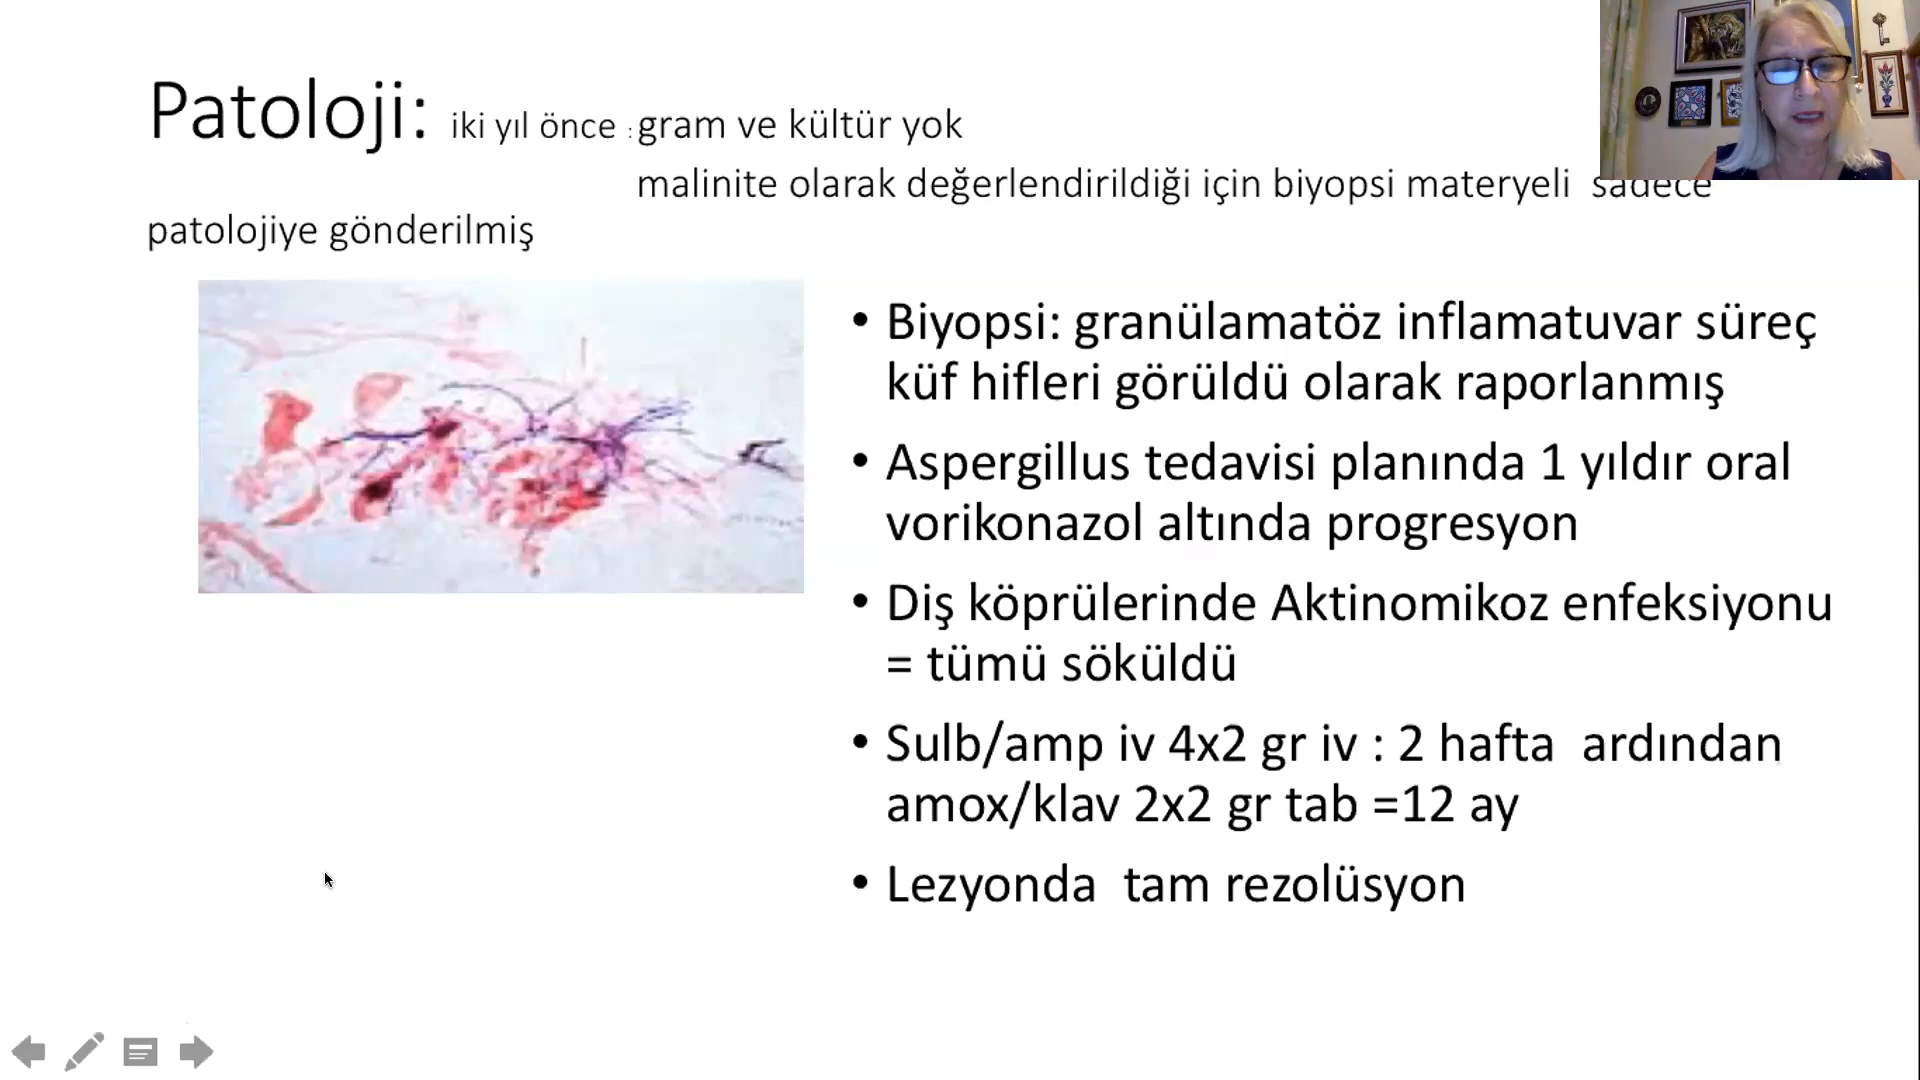 Patoloji: iki yıl önce : gram ve kültür yok
malinite olarak değerlendirildiği için biyopsi materyeli sadece
patolojiye gönderilmiş
• Biyopsi: granülamatöz inflamatuvar süreç
küf hifleri görüldü olarak raporlanmış
• Aspergillus tedavisi planında 1 yıldır oral
vorikonazol altında progresyon
• Diş köprülerinde Aktinomikoz enfeksiyonu
= tümü söküldü
• Sulb/amp iv 4x2 gr iv : 2 hafta ardından
amox/klav 2x2 gr tab =12 ay
• Lezyonda tam rezolüsyon